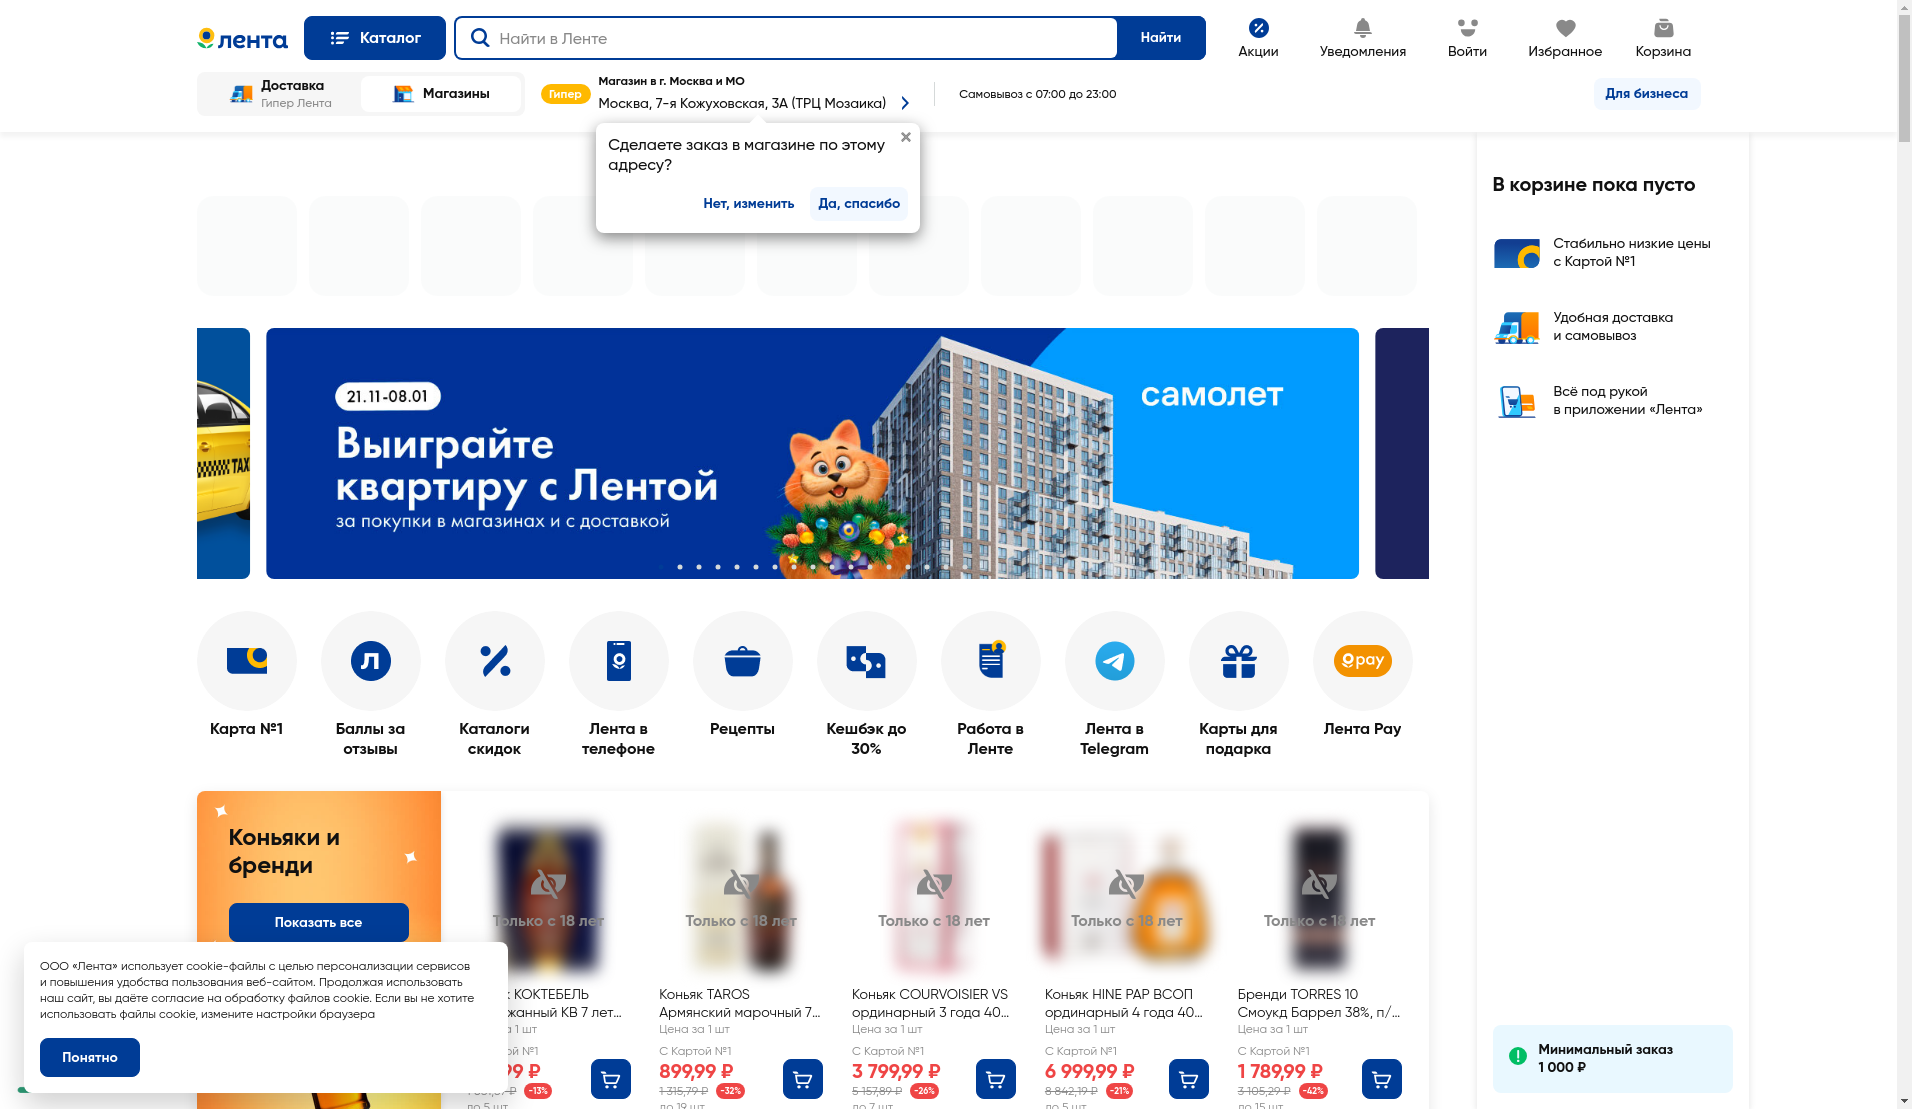 лента
Каталог
Найти в Ленте
Найти
Акции
Уведомления
Войти
Избранное
Корзина
Доставка
Гипер Лента
Магазины
Гипер
Магазин в г. Москва и МО
Москва, 7-я Кожуховская, 3А (ТРЦ Мозаика)
Самовывоз с 07:00 до 23:00
Для бизнеса
Сделаете заказ в магазине по этому
адресу?
Нет, изменить
Да, спасибо
В корзине пока пусто
Стабильно низкие цены
с Картой №1
Удобная доставка
и самовывоз
Всё под рукой
в приложении «Лента»
TAXI
21.11-08.01
Выиграйте
квартиру с Лентой
за покупки в магазинах и с доставкой
самолет
л
pay
Карта №1
Баллы за
отзывы
Каталоги
скидок
Лента в
телефоне
Рецепты
Кешбэк до
30%
Работа в
Ленте
Лента в
Telegram
Карты для
подарка
Лента Pay
Коньяки и
бренди
Показать все
Только с 18 лет
Только с 18 лет
Только с 18 лет
Только с 18 лет
Только с 18 лет
КОКТЕБЕЛЬ
КВ 7 лет...
1 шт
№1
99 ₽
-13%
до 5 шт
Коньяк TAROS
Армянский марочный 7...
Цена за 1 шт
С Картой №1
899,99 ₽
1 315,79 ₽
-32%
до 19 шт
Коньяк COURVOISIER VS
ординарный 3 года 40...
Цена за 1 шт
С Картой №1
3 799,99 ₽
5 157,89 ₽
-26%
до 7 шт
Коньяк HINE РАР ВСОП
ординарный 4 года 40...
Цена за 1 шт
С Картой №1
6 999,99 ₽
8 842,19 ₽
-21%
до 5 шт
Бренди TORRES 10
Смоукд Баррел 38%, п/...
Цена за 1 шт
С Картой №1
1 789,99 ₽
3 105,29 ₽
-42%
до 15 шт
ООО «Лента» использует cookie-файлы с целью персонализации сервисов
и повышения удобства пользования веб-сайтом. Продолжая использовать
наш сайт, вы даёте согласие на обработку файлов cookie. Если вы не хотите
использовать файлы cookie, измените настройки браузера
Понятно
Минимальный заказ
1 000 ₽